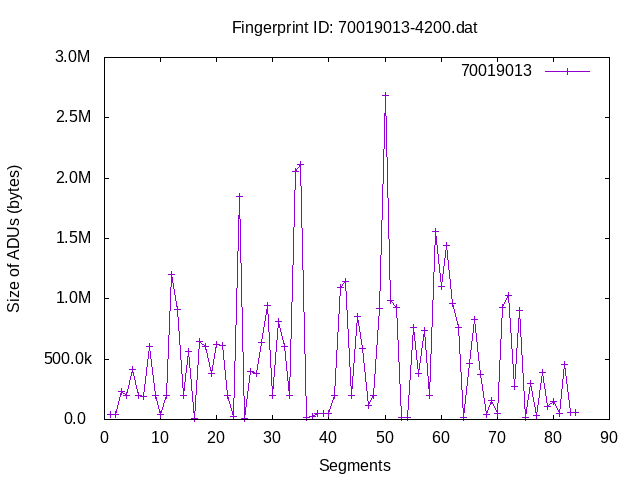 Fingerprint ID: 70019013-4200.dat
70019013
3.0M
2.5M
2.0M
1.5M
1.0M
500.0k
0.0
Size of ADUs (bytes)
0 10 20 30 40 50 60 70 80 90
Segments